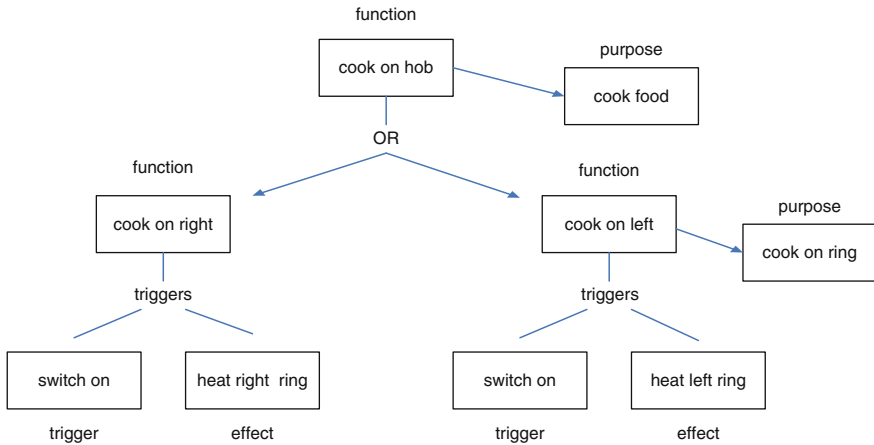 function
purpose
cook on hob
cook food
OR
function
function
purpose
cook on right
cook on left
cook on ring
triggers
triggers
switch on
heat right ring
switch on
heat left ring
trigger
effect
trigger
effect